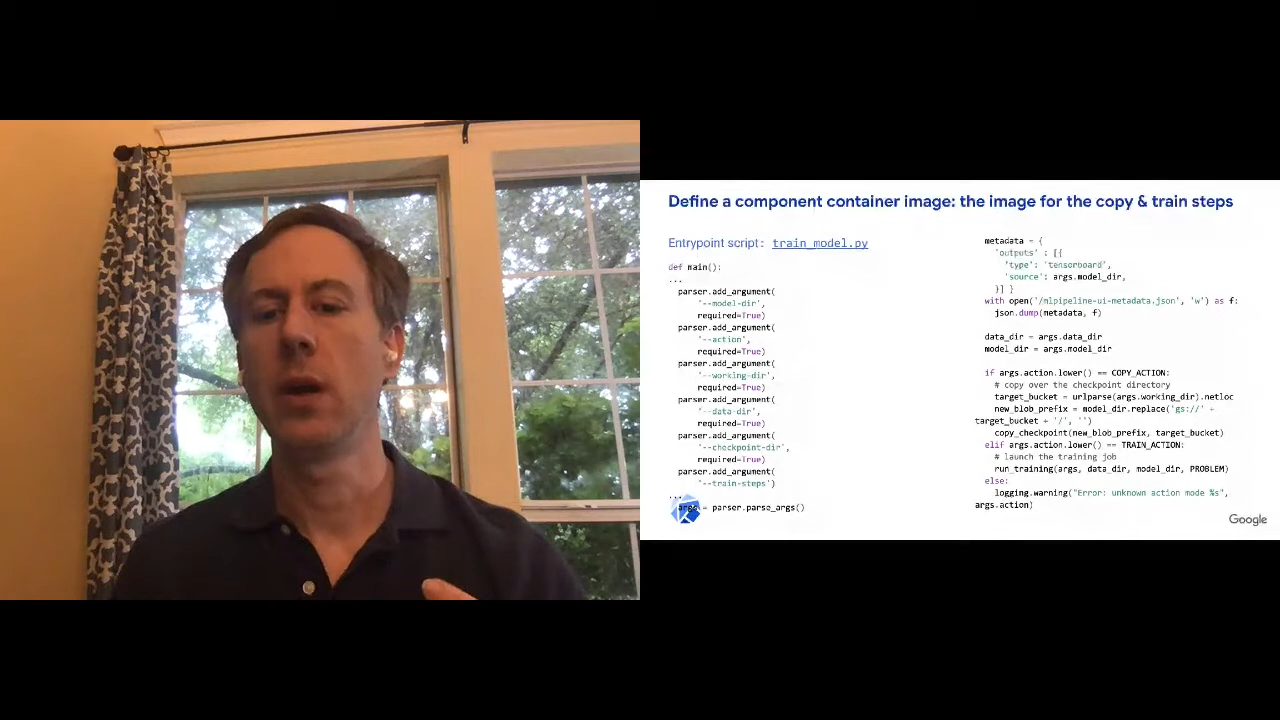 Define a component container image: the image for the copy & train steps
Entrypoint script: train_model.py
def main():
...
parser.add_argument(
'--model-dir',
required=True)
parser.add_argument(
'--action',
required=True)
parser.add_argument(
'--working-dir',
required=True)
parser.add_argument(
'--data-dir',
required=True)
parser.add_argument(
'--checkpoint-dir',
required=True)
parser.add_argument(
'--train-steps')
...
args = parser.parse_args()
metadata = {
'outputs' : [{
'type': 'tensorboard',
'source': args.model_dir,
}] }
with open('/mlpipeline-ui-metadata.json', 'w') as f:
json.dump(metadata, f)
data_dir = args.data_dir
model_dir = args.model_dir
if args.action.lower() == COPY_ACTION:
# copy over the checkpoint directory
target_bucket = urlparse(args.working_dir).netloc
new_blob_prefix = model_dir.replace('gs://' +
target_bucket + '/', '')
copy_checkpoint(new_blob_prefix, target_bucket)
elif args.action.lower() == TRAIN_ACTION:
# launch the training job
run_training(args, data_dir, model_dir, PROBLEM)
else:
logging.warning("Error: unknown action mode %s",
args.action)
Google